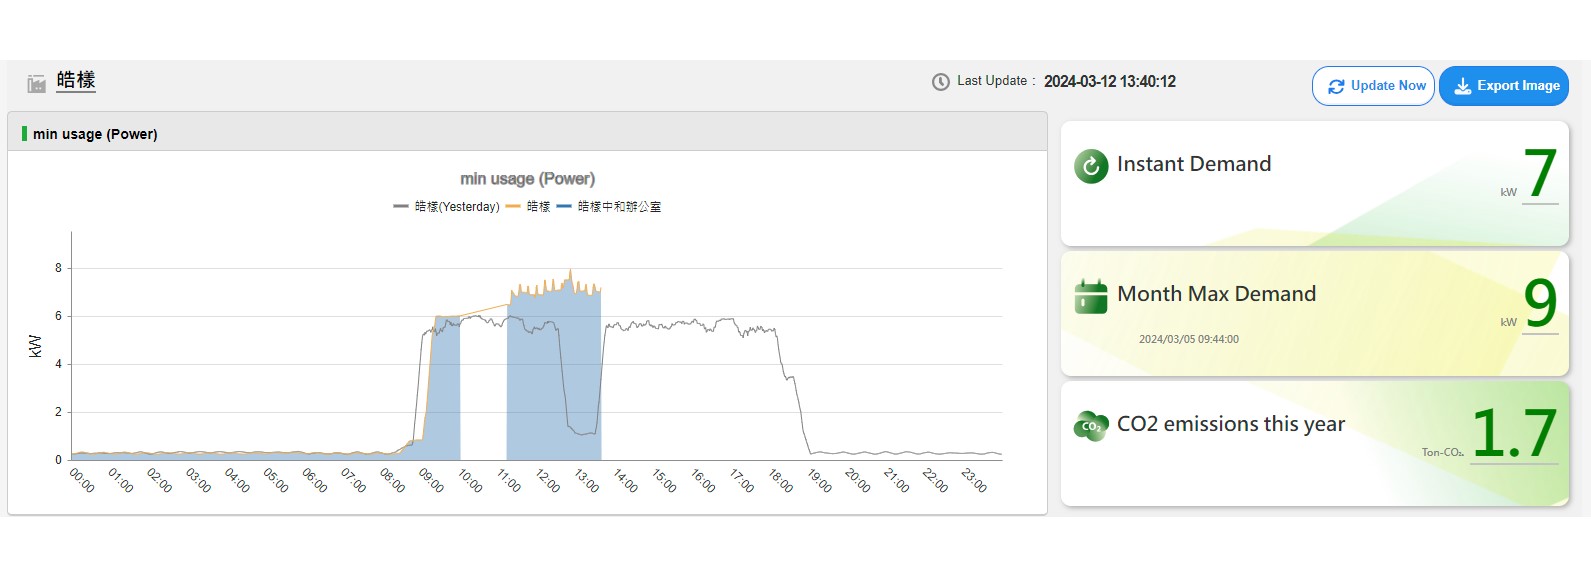 皓樣
Last Update : 2024-03-12 13:40:12
Update Now
Export Image
min usage (Power)
min usage (Power)
皓樣(Yesterday) 皓樣 皓樣中和辦公室
kW
8
6
4
2
0
00:00 01:00 02:00 03:00 04:00 05:00 06:00 07:00 08:00 09:00 10:00 11:00 12:00 13:00 14:00 15:00 16:00 17:00 18:00 19:00 20:00 21:00 22:00 23:00
Instant Demand
kW 7
Month Max Demand
kW 9
2024/03/05 09:44:00
CO2
CO2 emissions this year
Ton-CO₂e 1.7